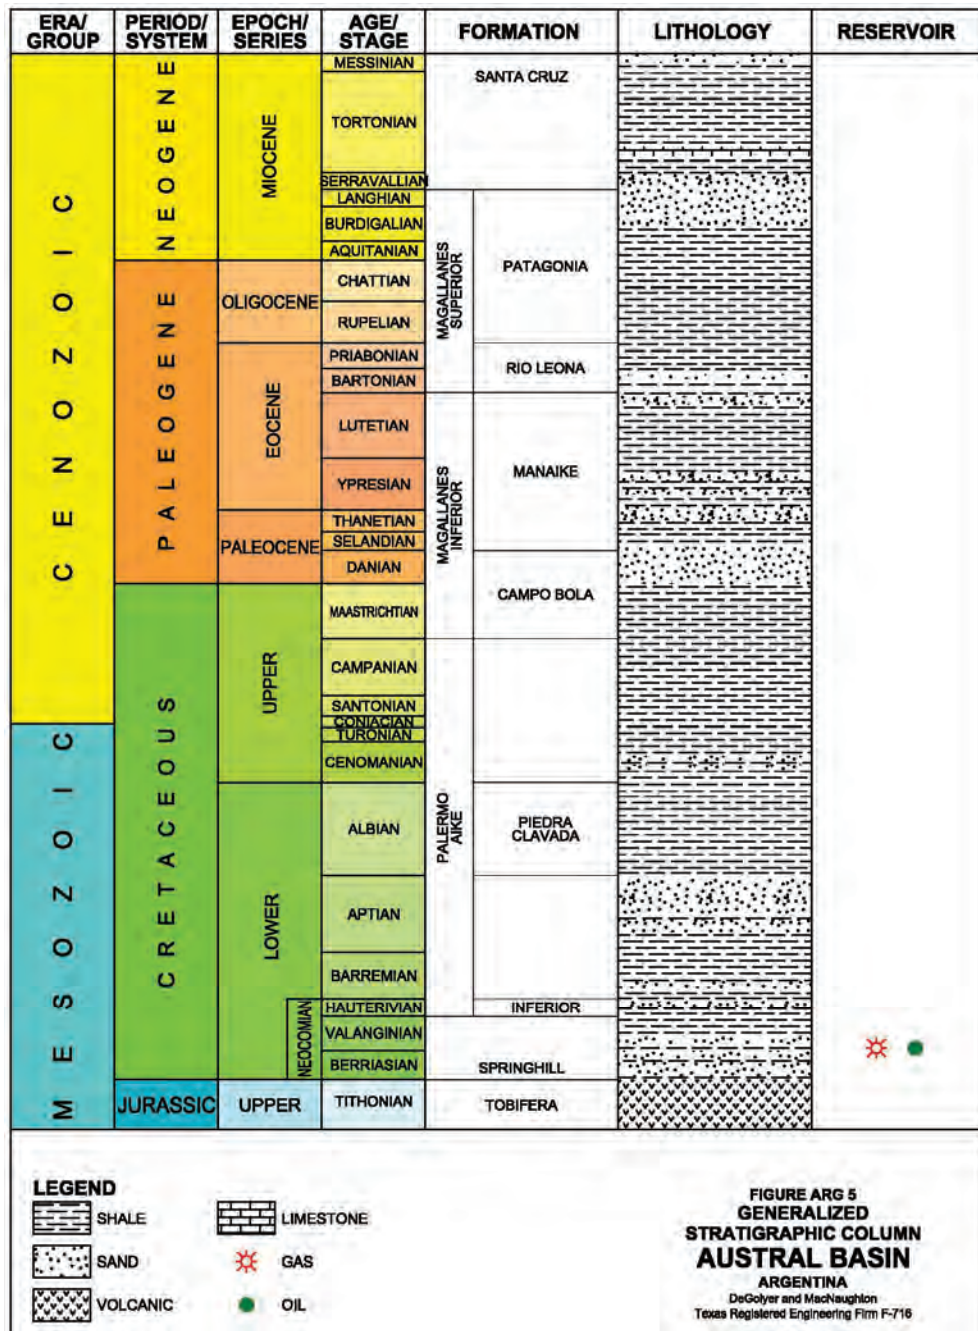 ERA/
GROUP
PERIOD/
SYSTEM
EPOCH/
SERIES
AGE/
STAGE
FORMATION
LITHOLOGY
RESERVOIR
CENOZOIC
MESOZOIC
NEOGENE
PALEOGENE
CRETACEOUS
JURASSIC
MIOCENE
OLIGOCENE
EOCENE
PALEOCENE
UPPER
LOWER
NEOCOMIAN
UPPER
MESSINIAN
TORTONIAN
SERRAVALLIAN
LANGHIAN
BURDIGALIAN
AQUITANIAN
CHATTIAN
RUPELIAN
PRIABONIAN
BARTONIAN
LUTETIAN
YPRESIAN
THANETIAN
SELANDIAN
DANIAN
MAASTRICHTIAN
CAMPANIAN
SANTONIAN
CONIACIAN
TURONIAN
CENOMANIAN
ALBIAN
APTIAN
BARREMIAN
HAUTERIVIAN
VALANGINIAN
BERRIASIAN
TITHONIAN
SANTA CRUZ
MAGALLANES
SUPERIOR
PATAGONIA
RIO LEONA
MAGALLANES
INFERIOR
MANAIKE
CAMPO BOLA
PALERMO
AIKE
PIEDRA
CLAVADA
INFERIOR
SPRINGHILL
TOBIFERA
LEGEND
SHALE
LIMESTONE
SAND
GAS
VOLCANIC
OIL
FIGURE ARG 5
GENERALIZED
STRATIGRAPHIC COLUMN
AUSTRAL BASIN
ARGENTINA
DeGolyer and MacNaughton
Texas Registered Engineering Firm F-716